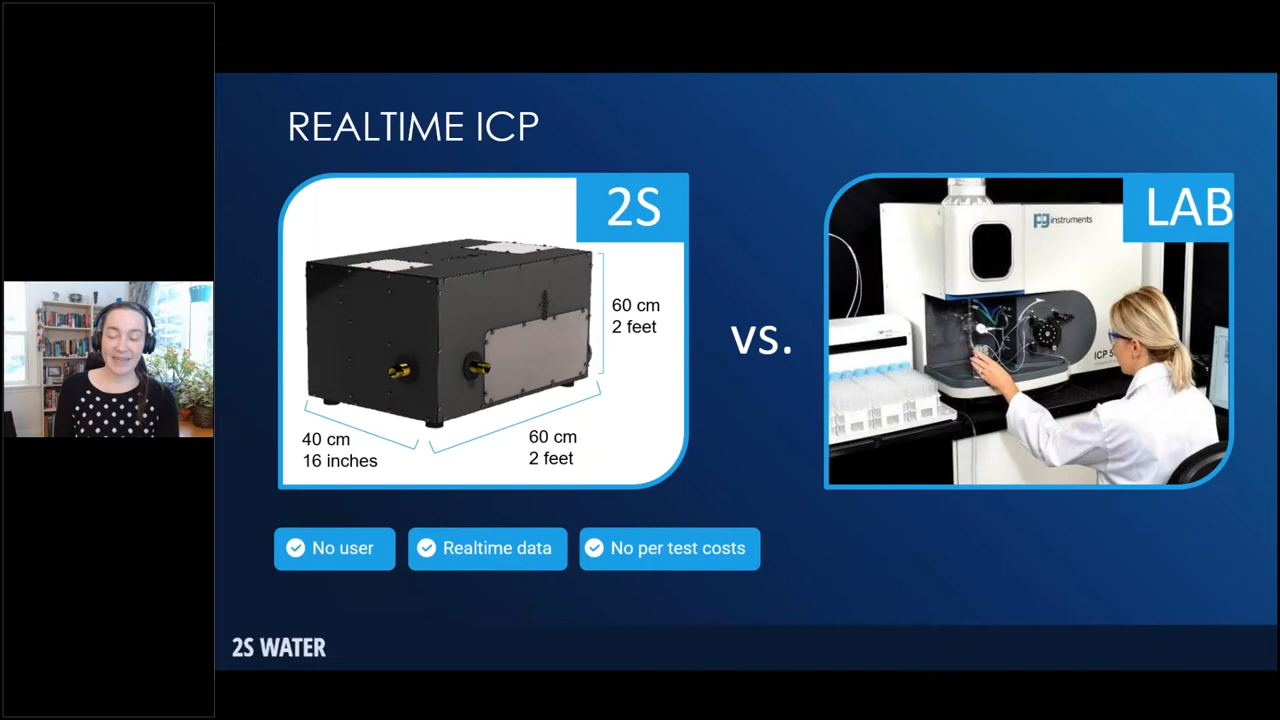 REALTIME ICP
2S
60 cm
2 feet
40 cm
16 inches
60 cm
2 feet
vs.
LAB
pg instruments
No user
Realtime data
No per test costs
2S WATER